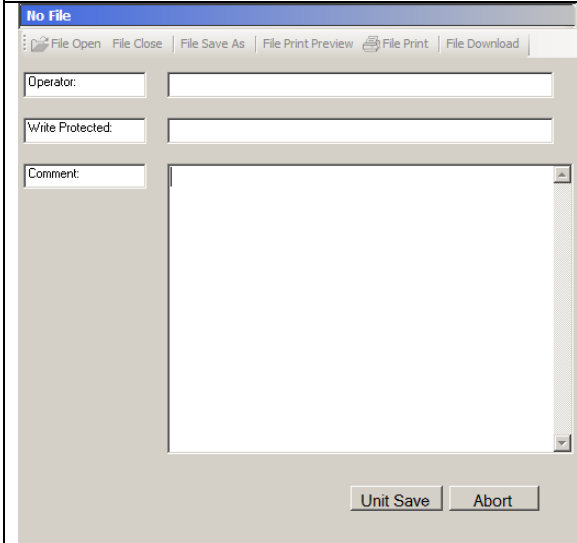 No File
File Open File Close File Save As File Print Preview File Print File Download
Operator:
Write Protected:
Comment:
Unit Save Abort